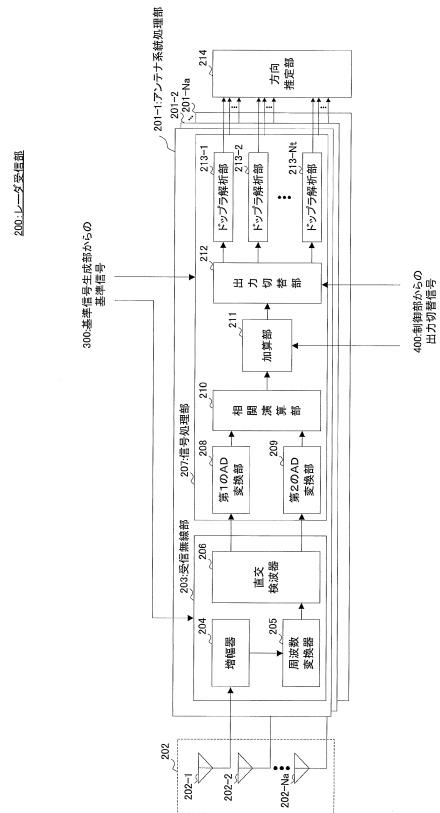 200:レーダ受信部
300:基準信号生成部からの
基準信号
201-1:アンテナ系統処理部
201-2
201-Na
202
202-1
202-2
202-Na
203:受信無線部
204
増幅器
205
周波数
変換器
206
直交
検波器
207:信号処理部
208
第1のAD
変換部
209
第2のAD
変換部
210
相関演算部
211
加算部
212
出力切替部
213-1
ドップラ解析部
213-2
ドップラ解析部
213-Nt
ドップラ解析部
214
方向
推定部
400:制御部からの
出力切替信号